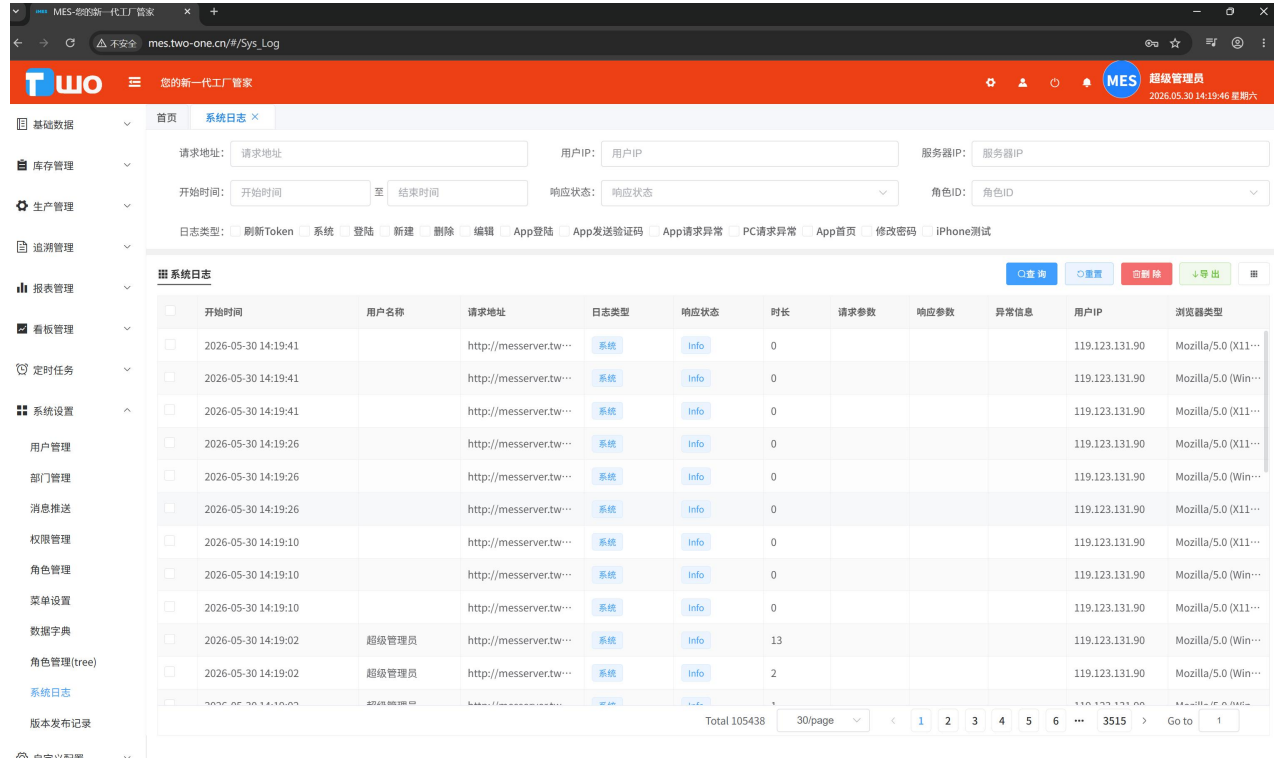 MES-您的新一代工厂管家
不安全 mes.two-one.cn/#/Sys_Log
TWO 您的新一代工厂管家 MES 超级管理员
2026.05.30 14:19:46 星期六
基础数据
库存管理
生产管理
追溯管理
报表管理
看板管理
定时任务
系统设置
用户管理
部门管理
消息推送
权限管理
角色管理
菜单设置
数据字典
角色管理(tree)
系统日志
版本发布记录
自定义配置
首页 系统日志
请求地址： 请求地址 用户IP： 用户IP 服务器IP： 服务器IP
开始时间： 开始时间 至 结束时间 响应状态： 响应状态 角色ID： 角色ID
日志类型： 刷新Token 系统 登陆 新建 删除 编辑 App登陆 App发送验证码 App请求异常 PC请求异常 App首页 修改密码 iPhone测试
系统日志 查 询 重置 删 除 导 出
开始时间 用户名称 请求地址 日志类型 响应状态 时长 请求参数 响应参数 异常信息 用户IP 浏览器类型
2026-05-30 14:19:41 http://messerver.tw… 系统 Info 0 119.123.131.90 Mozilla/5.0 (X11…
2026-05-30 14:19:41 http://messerver.tw… 系统 Info 0 119.123.131.90 Mozilla/5.0 (Win…
2026-05-30 14:19:41 http://messerver.tw… 系统 Info 0 119.123.131.90 Mozilla/5.0 (X11…
2026-05-30 14:19:26 http://messerver.tw… 系统 Info 0 119.123.131.90 Mozilla/5.0 (X11…
2026-05-30 14:19:26 http://messerver.tw… 系统 Info 0 119.123.131.90 Mozilla/5.0 (Win…
2026-05-30 14:19:26 http://messerver.tw… 系统 Info 0 119.123.131.90 Mozilla/5.0 (X11…
2026-05-30 14:19:10 http://messerver.tw… 系统 Info 0 119.123.131.90 Mozilla/5.0 (X11…
2026-05-30 14:19:10 http://messerver.tw… 系统 Info 0 119.123.131.90 Mozilla/5.0 (Win…
2026-05-30 14:19:10 http://messerver.tw… 系统 Info 0 119.123.131.90 Mozilla/5.0 (X11…
2026-05-30 14:19:02 超级管理员 http://messerver.tw… 系统 Info 13 119.123.131.90 Mozilla/5.0 (Win…
2026-05-30 14:19:02 超级管理员 http://messerver.tw… 系统 Info 2 119.123.131.90 Mozilla/5.0 (Win…
Total 105438 30/page 1 2 3 4 5 6 ··· 3515 Go to 1